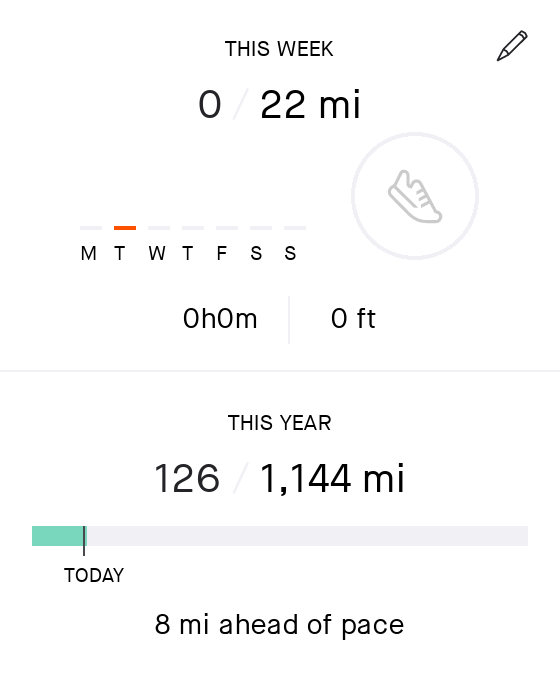 THIS WEEK
0 / 22 mi
M T W T F S S
0h0m 0 ft
THIS YEAR
126 / 1,144 mi
TODAY
8 mi ahead of pace